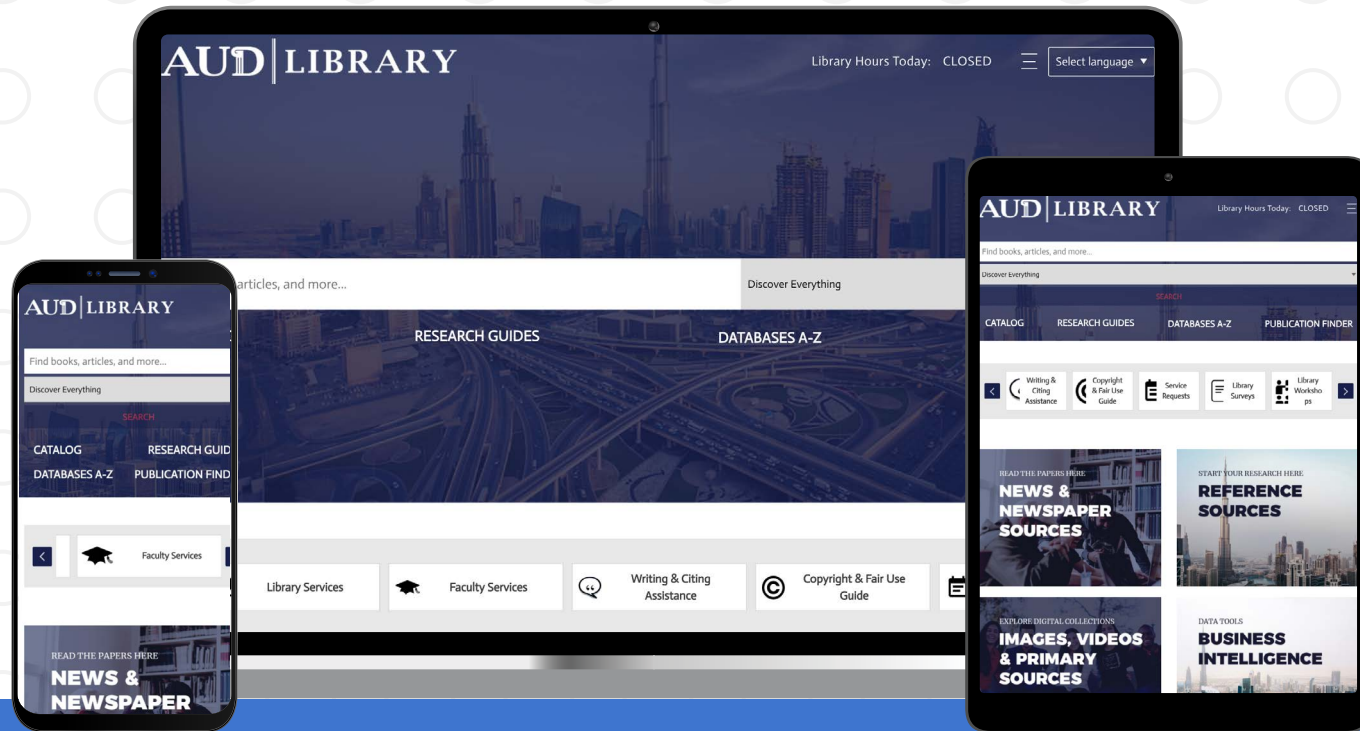 AUD LIBRARY
Library Hours Today: CLOSED
Select language
articles, and more...
Discover Everything
RESEARCH GUIDES
DATABASES A-Z
Library Services
Faculty Services
Writing & Citing
Assistance
Copyright & Fair Use
Guide
AUD LIBRARY
Find books, articles, and more...
Discover Everything
SEARCH
CATALOG
RESEARCH GUID
DATABASES A-Z
PUBLICATION FIND
Faculty Services
READ THE PAPERS HERE
NEWS &
NEWSPAPER
AUD LIBRARY
Library Hours Today: CLOSED
Find books, articles, and more...
Discover Everything
SEARCH
CATALOG
RESEARCH GUIDES
DATABASES A-Z
PUBLICATION FINDER
Writing &
Citing
Assistance
Copyright
& Fair Use
Guide
Service
Requests
Library
Surveys
Library
Worksho
ps
READ THE PAPERS HERE
NEWS &
NEWSPAPER
SOURCES
START YOUR RESEARCH HERE
REFERENCE
SOURCES
EXPLORE DIGITAL COLLECTIONS
IMAGES, VIDEOS
& PRIMARY
SOURCES
DATA TOOLS
BUSINESS
INTELLIGENCE